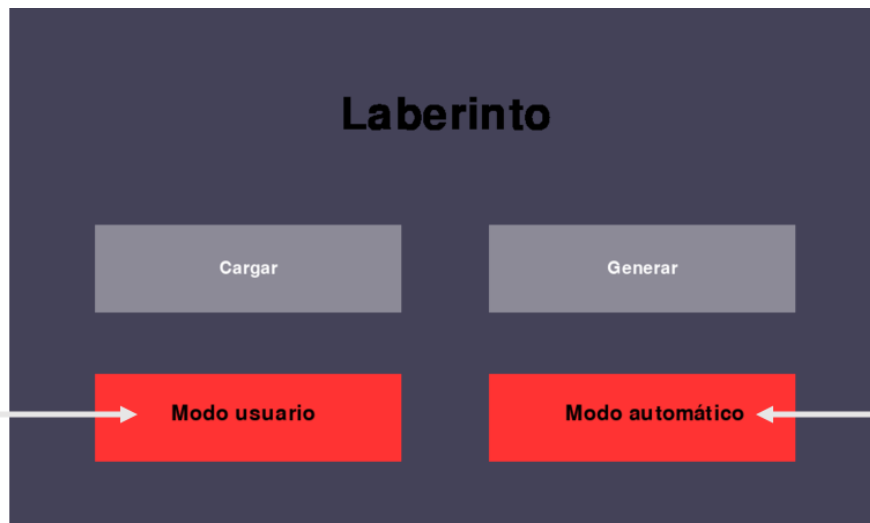 Laberinto
Cargar
Generar
Modo usuario
Modo automático